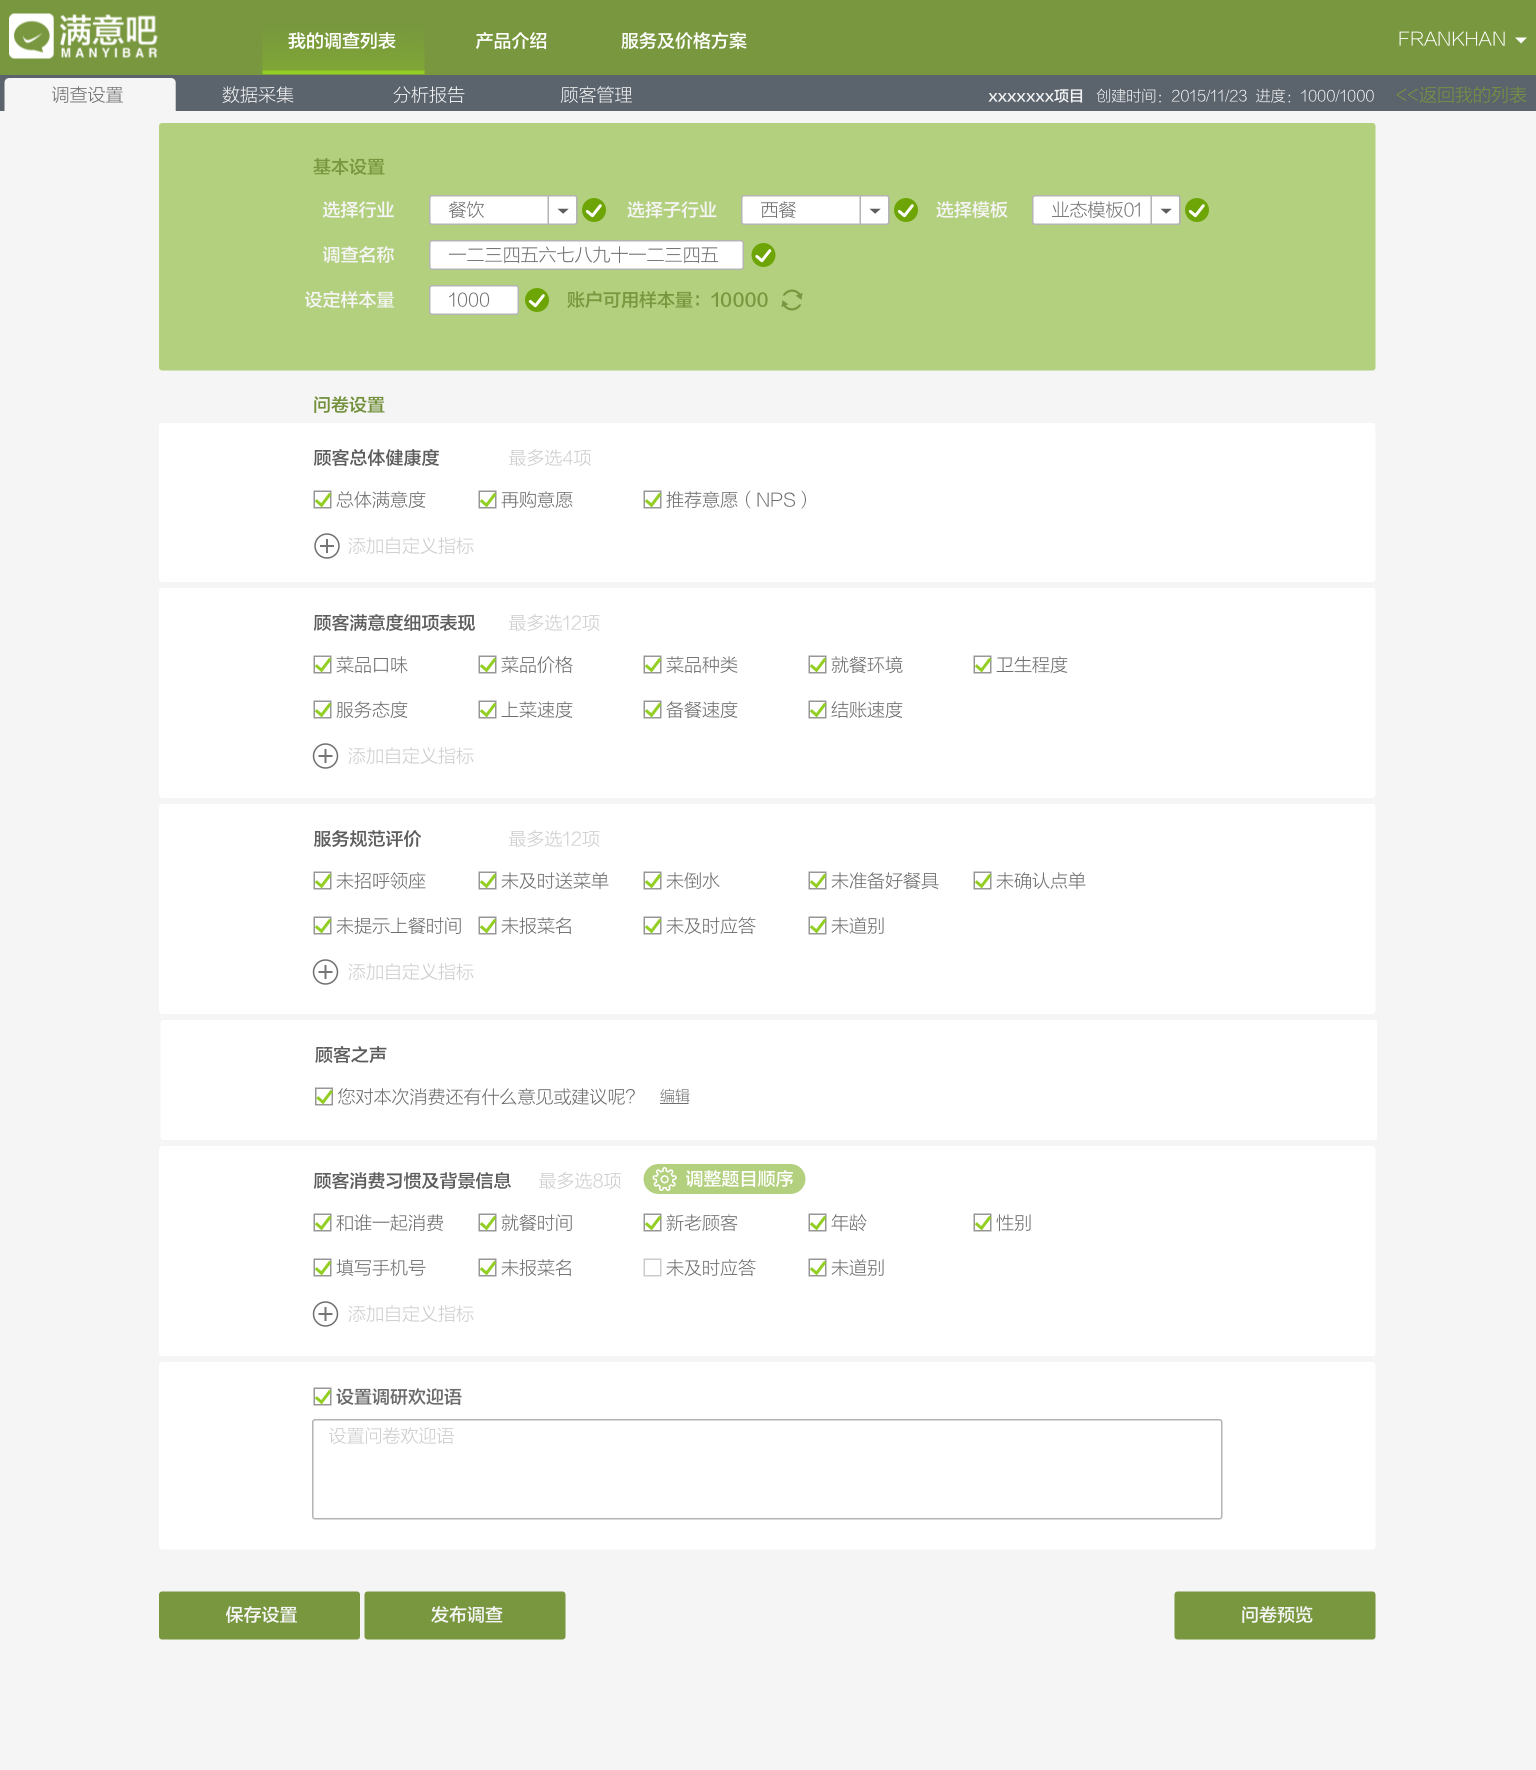 满意吧
MANYIBAR
我的调查列表 产品介绍 服务及价格方案 FRANKHAN
调查设置 数据采集 分析报告 顾客管理 xxxxxxx项目 创建时间：2015/11/23 进度：1000/1000 <<返回我的列表
基本设置
选择行业 餐饮 选择子行业 西餐 选择模板 业态模板01
调查名称 一二三四五六七八九十一二三四五
设定样本量 1000 账户可用样本量：10000
问卷设置
顾客总体健康度 最多选4项
总体满意度 再购意愿 推荐意愿（NPS）
添加自定义指标
顾客满意度细项表现 最多选12项
菜品口味 菜品价格 菜品种类 就餐环境 卫生程度
服务态度 上菜速度 备餐速度 结账速度
添加自定义指标
服务规范评价 最多选12项
未招呼领座 未及时送菜单 未倒水 未准备好餐具 未确认点单
未提示上餐时间 未报菜名 未及时应答 未道别
添加自定义指标
顾客之声
您对本次消费还有什么意见或建议呢？ 编辑
顾客消费习惯及背景信息 最多选8项 调整题目顺序
和谁一起消费 就餐时间 新老顾客 年龄 性别
填写手机号 未报菜名 未及时应答 未道别
添加自定义指标
设置调研欢迎语
设置问卷欢迎语
保存设置 发布调查 问卷预览